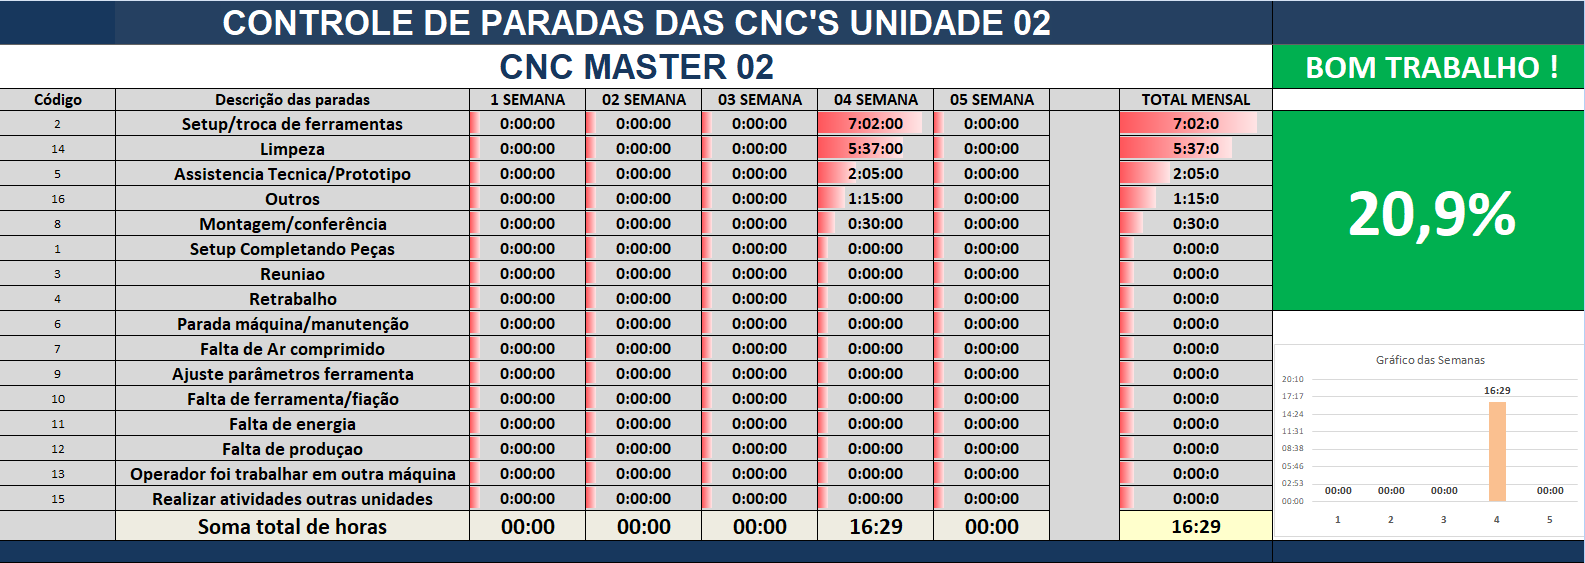 CONTROLE DE PARADAS DAS CNC'S UNIDADE 02
CNC MASTER 02 BOM TRABALHO !
Código Descrição das paradas 1 SEMANA 02 SEMANA 03 SEMANA 04 SEMANA 05 SEMANA TOTAL MENSAL
2 Setup/troca de ferramentas 0:00:00 0:00:00 0:00:00 7:02:00 0:00:00 7:02:0
14 Limpeza 0:00:00 0:00:00 0:00:00 5:37:00 0:00:00 5:37:0
5 Assistencia Tecnica/Prototipo 0:00:00 0:00:00 0:00:00 2:05:00 0:00:00 2:05:0
16 Outros 0:00:00 0:00:00 0:00:00 1:15:00 0:00:00 1:15:0
8 Montagem/conferência 0:00:00 0:00:00 0:00:00 0:30:00 0:00:00 0:30:0
1 Setup Completando Peças 0:00:00 0:00:00 0:00:00 0:00:00 0:00:00 0:00:0
3 Reuniao 0:00:00 0:00:00 0:00:00 0:00:00 0:00:00 0:00:0
4 Retrabalho 0:00:00 0:00:00 0:00:00 0:00:00 0:00:00 0:00:0
6 Parada máquina/manutenção 0:00:00 0:00:00 0:00:00 0:00:00 0:00:00 0:00:0
7 Falta de Ar comprimido 0:00:00 0:00:00 0:00:00 0:00:00 0:00:00 0:00:0
9 Ajuste parâmetros ferramenta 0:00:00 0:00:00 0:00:00 0:00:00 0:00:00 0:00:0
10 Falta de ferramenta/fiação 0:00:00 0:00:00 0:00:00 0:00:00 0:00:00 0:00:0
11 Falta de energia 0:00:00 0:00:00 0:00:00 0:00:00 0:00:00 0:00:0
12 Falta de produçao 0:00:00 0:00:00 0:00:00 0:00:00 0:00:00 0:00:0
13 Operador foi trabalhar em outra máquina 0:00:00 0:00:00 0:00:00 0:00:00 0:00:00 0:00:0
15 Realizar atividades outras unidades 0:00:00 0:00:00 0:00:00 0:00:00 0:00:00 0:00:0
Soma total de horas 00:00 00:00 00:00 16:29 00:00 16:29
20,9%
Gráfico das Semanas
20:10
17:17
14:24
11:31
08:38
05:46
02:53
00:00
00:00 00:00 00:00 16:29 00:00
1 2 3 4 5